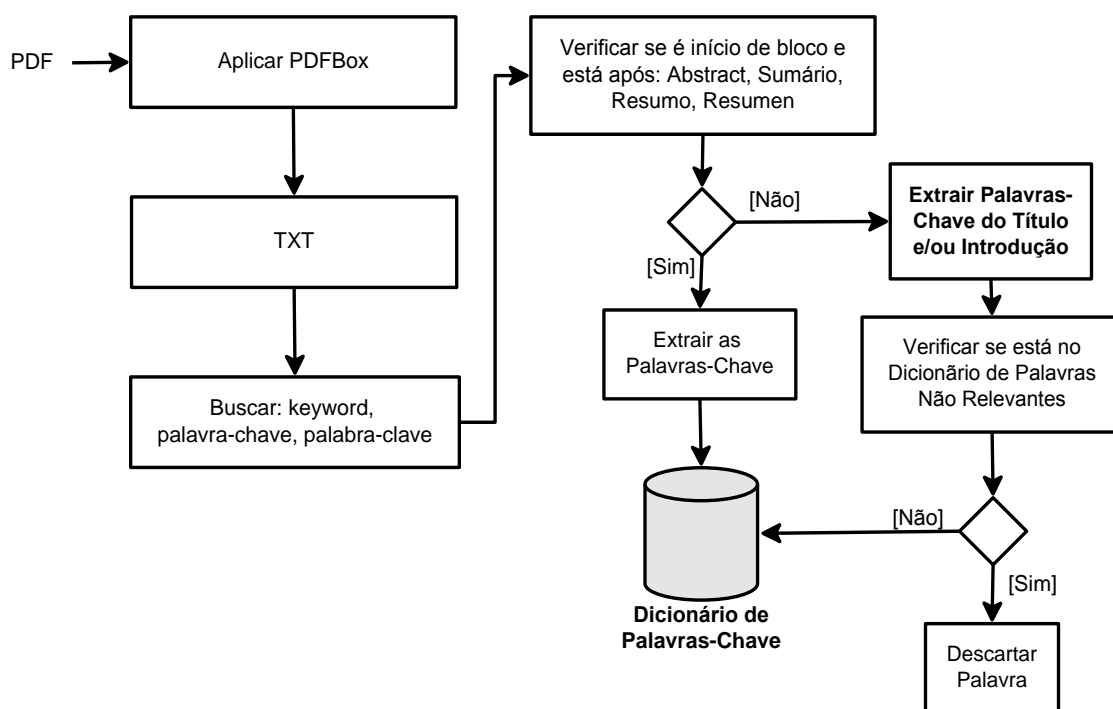 PDF
Aplicar PDFBox
TXT
Buscar: keyword,
palavra-chave, palabra-clave
Verificar se é início de bloco e
está após: Abstract, Sumário,
Resumo, Resumen
[Não]
[Sim]
Extrair as
Palavras-Chave
Extrair Palavras-
Chave do Título
e/ou Introdução
Verificar se está no
Dicionãrio de Palavras
Não Relevantes
[Não]
[Sim]
Dicionário de
Palavras-Chave
Descartar
Palavra